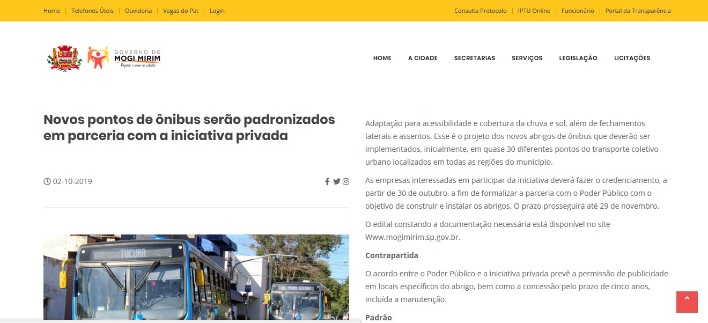 Home Telefones Úteis Ouvidoria Vagas do Pat Login Consulta Protocolo IPTU Online Funcionário Portal da Transparência
GOVERNO DE
MOGI MIRIM
HOME A CIDADE SECRETARIAS SERVIÇOS LEGISLAÇÃO LICITAÇÕES
Novos pontos de ônibus serão padronizados
em parceria com a iniciativa privada
02-10-2019
TUCURA
Adaptação para acessibilidade e cobertura da chuva e sol, além de fechamentos
laterais e assentos. Esse é o projeto dos novos abrigos de ônibus que deverão ser
implementados, inicialmente, em quase 30 diferentes pontos do transporte coletivo
urbano localizados em todas as regiões do município.
As empresas interessadas em participar da iniciativa deverá fazer o credenciamento, a
partir de 30 de outubro, a fim de formalizar a parceria com o Poder Público com o
objetivo de construir e instalar os abrigos. O prazo prosseguirá até 29 de novembro.
O edital constando a documentação necessária está disponível no site
Www.mogimirim.sp.gov.br.
Contrapartida
O acordo entre o Poder Público e a iniciativa privada prevê a permissão de publicidade
em locais específicos do abrigo, bem como a concessão pelo prazo de cinco anos,
incluída a manutenção.
Padrão